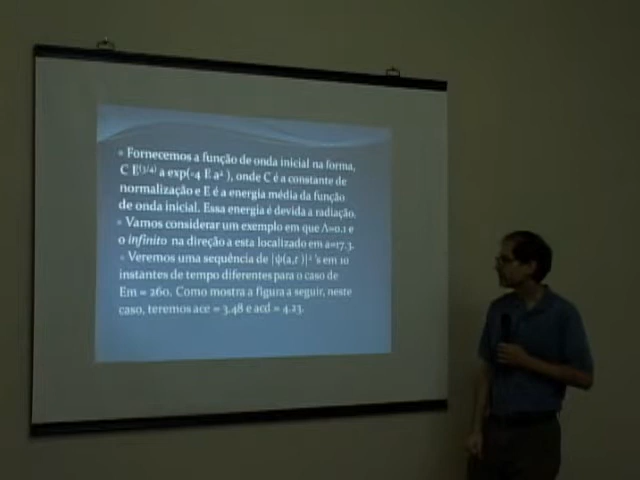 • Fornecemos a função de onda inicial na forma,
C E^(3/4) a exp(-4 E a² ), onde C é a constante de
normalização e E é a energia média da função
de onda inicial. Essa energia é devida a radiação.
• Vamos considerar um exemplo em que Λ=0.1 e
o infinito na direção a esta localizado em a=17.3.
• Veremos uma sequência de |ψ(a,τ )|² 's em 10
instantes de tempo diferentes para o caso de
Em = 260. Como mostra a figura a seguir, neste
caso, teremos ace = 3.48 e acd = 4.23.